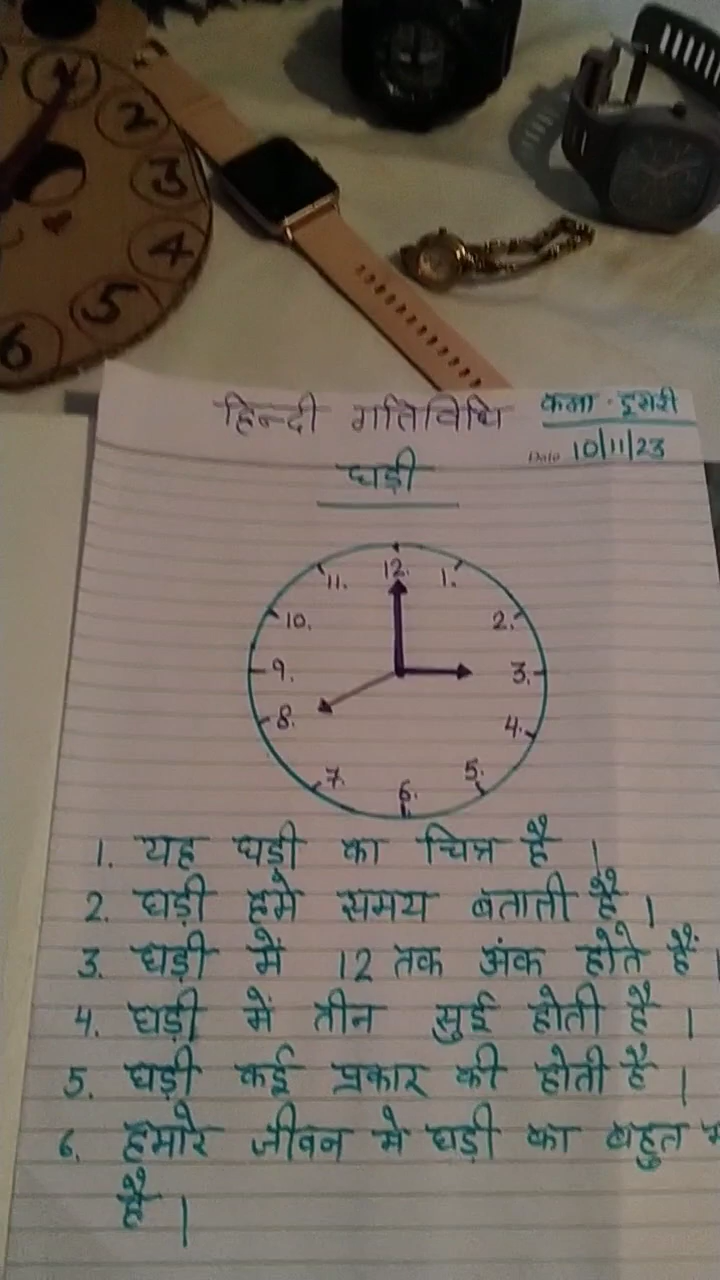 1
2
3
4
5
6
हिन्दी गतिविधि
कक्षा - दूसरी
Date 10/11/23
घड़ी
12.
11. 1.
10. 2.
9. 3.
8. 4.
7. 5.
6.
1. यह घड़ी का चित्र है ।
2. घड़ी हमे समय बताती है ।
3. घड़ी में 12 तक अंक होते हैं ।
4. घड़ी में तीन सुई होती है ।
5. घड़ी कई प्रकार की होती है ।
6. हमारे जीवन मे घड़ी का बहुत
है ।